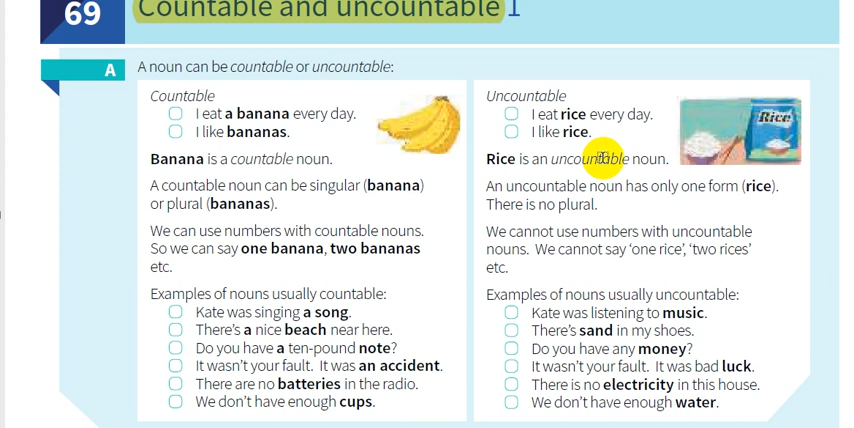 69
Countable and uncountable 1
A
A noun can be countable or uncountable:
Countable
I eat a banana every day.
I like bananas.
Banana is a countable noun.
A countable noun can be singular (banana)
or plural (bananas).
We can use numbers with countable nouns.
So we can say one banana, two bananas
etc.
Examples of nouns usually countable:
Kate was singing a song.
There's a nice beach near here.
Do you have a ten-pound note?
It wasn't your fault. It was an accident.
There are no batteries in the radio.
We don't have enough cups.
Uncountable
I eat rice every day.
I like rice.
Rice
Rice is an uncountable noun.
An uncountable noun has only one form (rice).
There is no plural.
We cannot use numbers with uncountable
nouns. We cannot say 'one rice', 'two rices'
etc.
Examples of nouns usually uncountable:
Kate was listening to music.
There's sand in my shoes.
Do you have any money?
It wasn't your fault. It was bad luck.
There is no electricity in this house.
We don't have enough water.